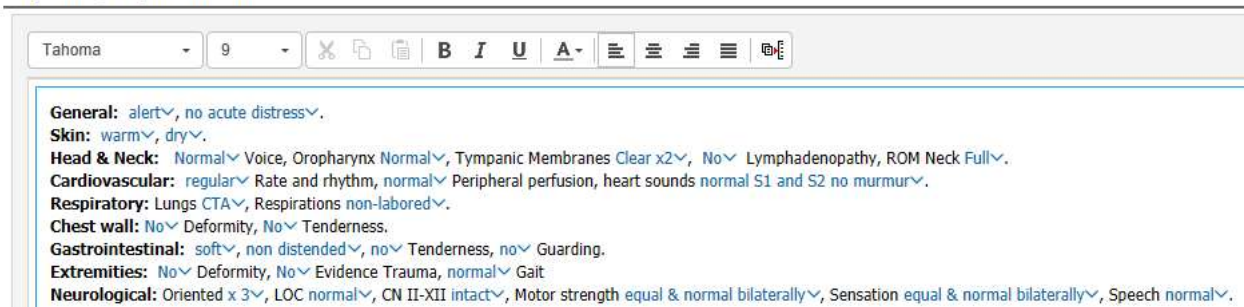 Tahoma 9 B I U A
General: alert, no acute distress.
Skin: warm, dry.
Head & Neck: Normal Voice, Oropharynx Normal, Tympanic Membranes Clear x2, No Lymphadenopathy, ROM Neck Full.
Cardiovascular: regular Rate and rhythm, normal Peripheral perfusion, heart sounds normal S1 and S2 no murmur.
Respiratory: Lungs CTA, Respirations non-labored.
Chest wall: No Deformity, No Tenderness.
Gastrointestinal: soft, non distended, no Tenderness, no Guarding.
Extremities: No Deformity, No Evidence Trauma, normal Gait
Neurological: Oriented x 3, LOC normal, CN II-XII intact, Motor strength equal & normal bilaterally, Sensation equal & normal bilaterally, Speech normal.